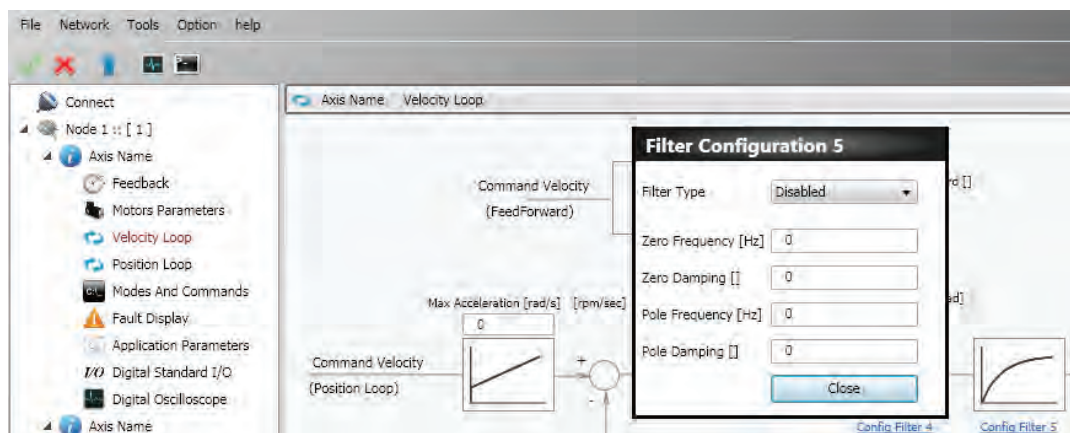 File Network Tools Option help
Connect
Node 1 :: [ 1 ]
Axis Name
Feedback
Motors Parameters
Velocity Loop
Position Loop
Modes And Commands
Fault Display
Application Parameters
I/O Digital Standard I/O
Digital Oscilloscope
Axis Name
Axis Name Velocity Loop
Command Velocity
(FeedForward)
Max Acceleration [rad/s] [rpm/sec]
0
Command Velocity
(Position Loop)
+
-
Filter Configuration 5
Filter Type Disabled
Zero Frequency [Hz] 0
Zero Damping [] 0
Pole Frequency [Hz] 0
Pole Damping [] 0
Close
Config Filter 4 Config Filter 5